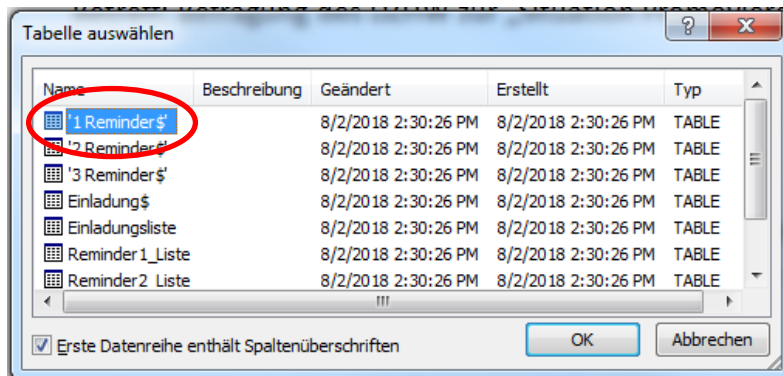 Tabelle auswählen
Name Beschreibung Geändert Erstellt Typ
'1 Reminder$' 8/2/2018 2:30:26 PM 8/2/2018 2:30:26 PM TABLE
'2 Reminder$' 8/2/2018 2:30:26 PM 8/2/2018 2:30:26 PM TABLE
'3 Reminder$' 8/2/2018 2:30:26 PM 8/2/2018 2:30:26 PM TABLE
Einladung$ 8/2/2018 2:30:26 PM 8/2/2018 2:30:26 PM TABLE
Einladungsliste 8/2/2018 2:30:26 PM 8/2/2018 2:30:26 PM TABLE
Reminder1_Liste 8/2/2018 2:30:26 PM 8/2/2018 2:30:26 PM TABLE
Reminder2_Liste 8/2/2018 2:30:26 PM 8/2/2018 2:30:26 PM TABLE
Erste Datenreihe enthält Spaltenüberschriften OK Abbrechen